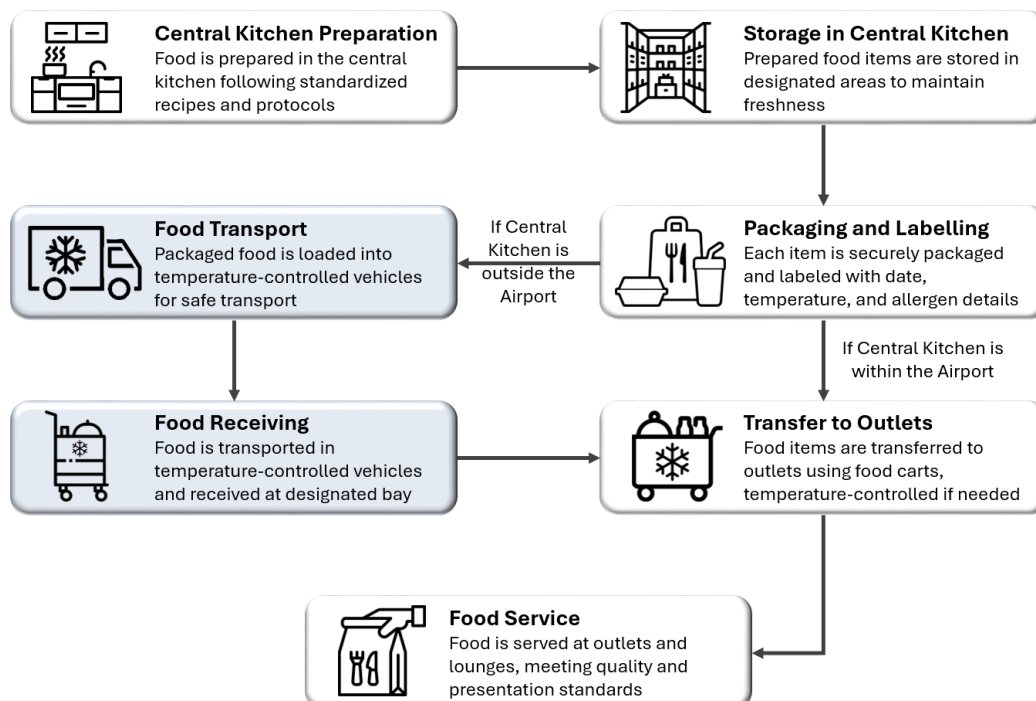 Central Kitchen Preparation
Food is prepared in the central
kitchen following standardized
recipes and protocols
Storage in Central Kitchen
Prepared food items are stored in
designated areas to maintain
freshness
Food Transport
Packaged food is loaded into
temperature-controlled vehicles
for safe transport
If Central
Kitchen is
outside the
Airport
Packaging and Labelling
Each item is securely packaged
and labeled with date,
temperature, and allergen details
If Central Kitchen is
within the Airport
Food Receiving
Food is transported in
temperature-controlled vehicles
and received at designated bay
Transfer to Outlets
Food items are transferred to
outlets using food carts,
temperature-controlled if needed
Food Service
Food is served at outlets and
lounges, meeting quality and
presentation standards